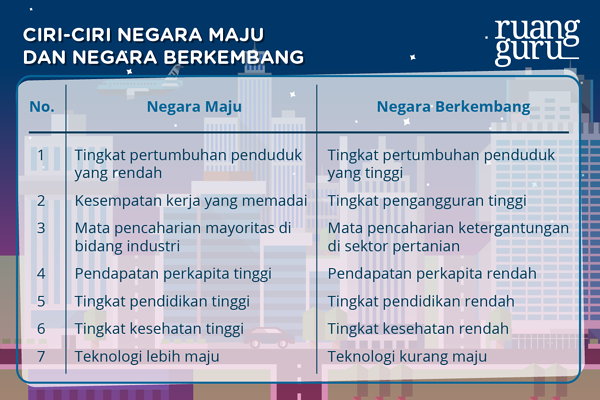 CIRI-CIRI NEGARA MAJU
DAN NEGARA BERKEMBANG
ruang
guru
No. Negara Maju Negara Berkembang
1 Tingkat pertumbuhan penduduk Tingkat pertumbuhan penduduk
yang rendah yang tinggi
2 Kesempatan kerja yang memadai Tingkat pengangguran tinggi
3 Mata pencaharian mayoritas di Mata pencaharian ketergantungan
bidang industri di sektor pertanian
4 Pendapatan perkapita tinggi Pendapatan perkapita rendah
5 Tingkat pendidikan tinggi Tingkat pendidikan rendah
6 Tingkat kesehatan tinggi Tingkat kesehatan rendah
7 Teknologi lebih maju Teknologi kurang maju